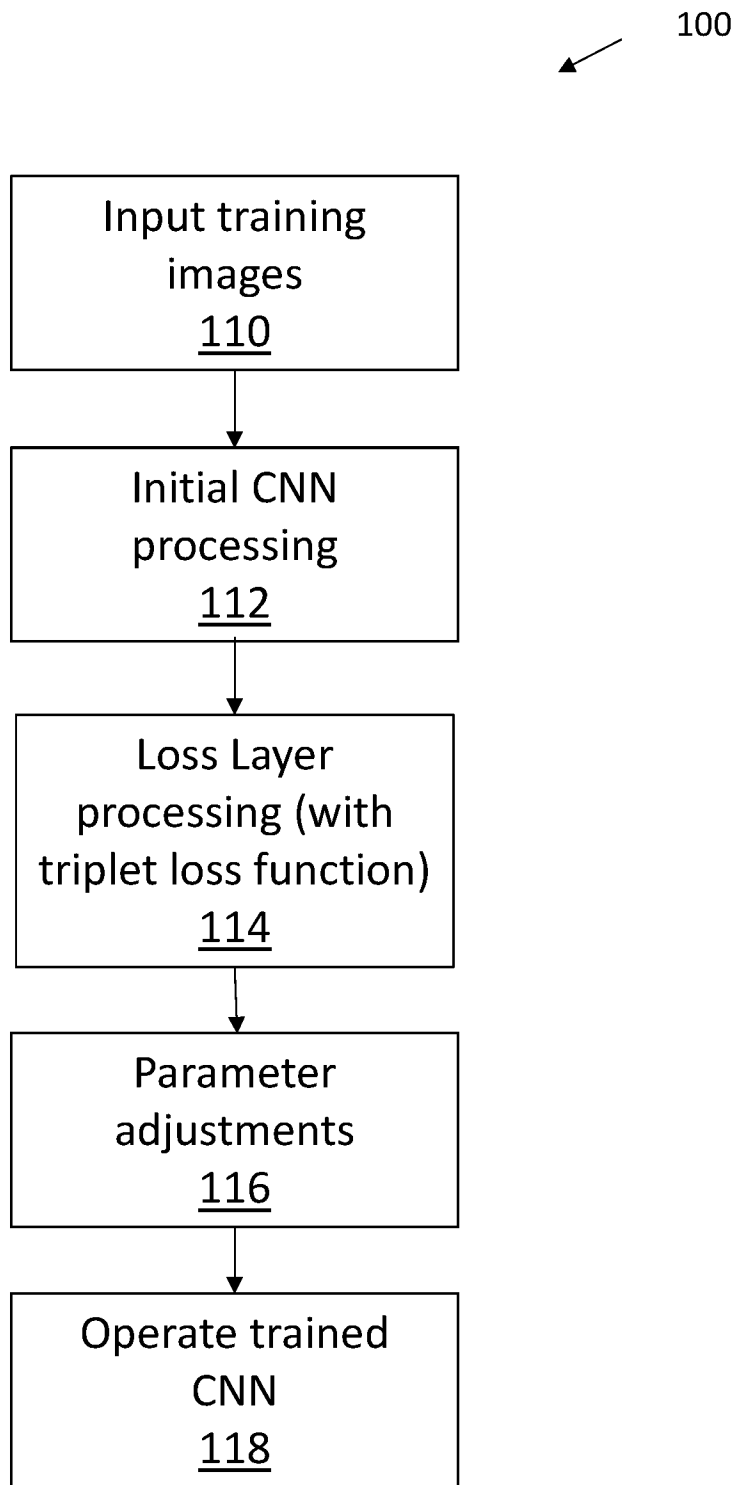 100
Input training
images
110
Initial CNN
processing
112
Loss Layer
processing (with
triplet loss function)
114
Parameter
adjustments
116
Operate trained
CNN
118